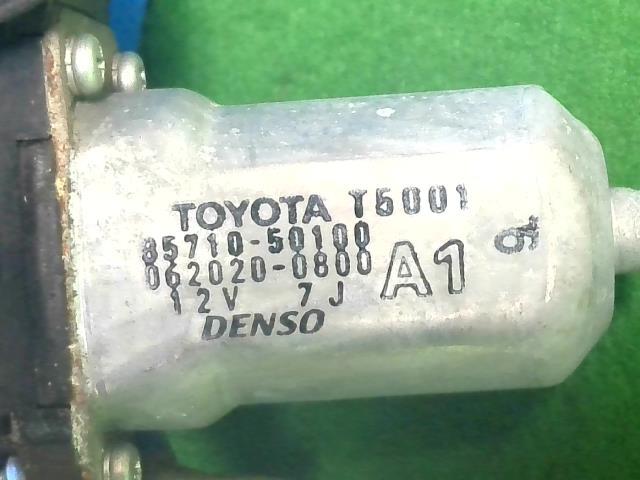 TOYOTA T5001
85710-50100
062020-0800
12V 7J A1
DENSO